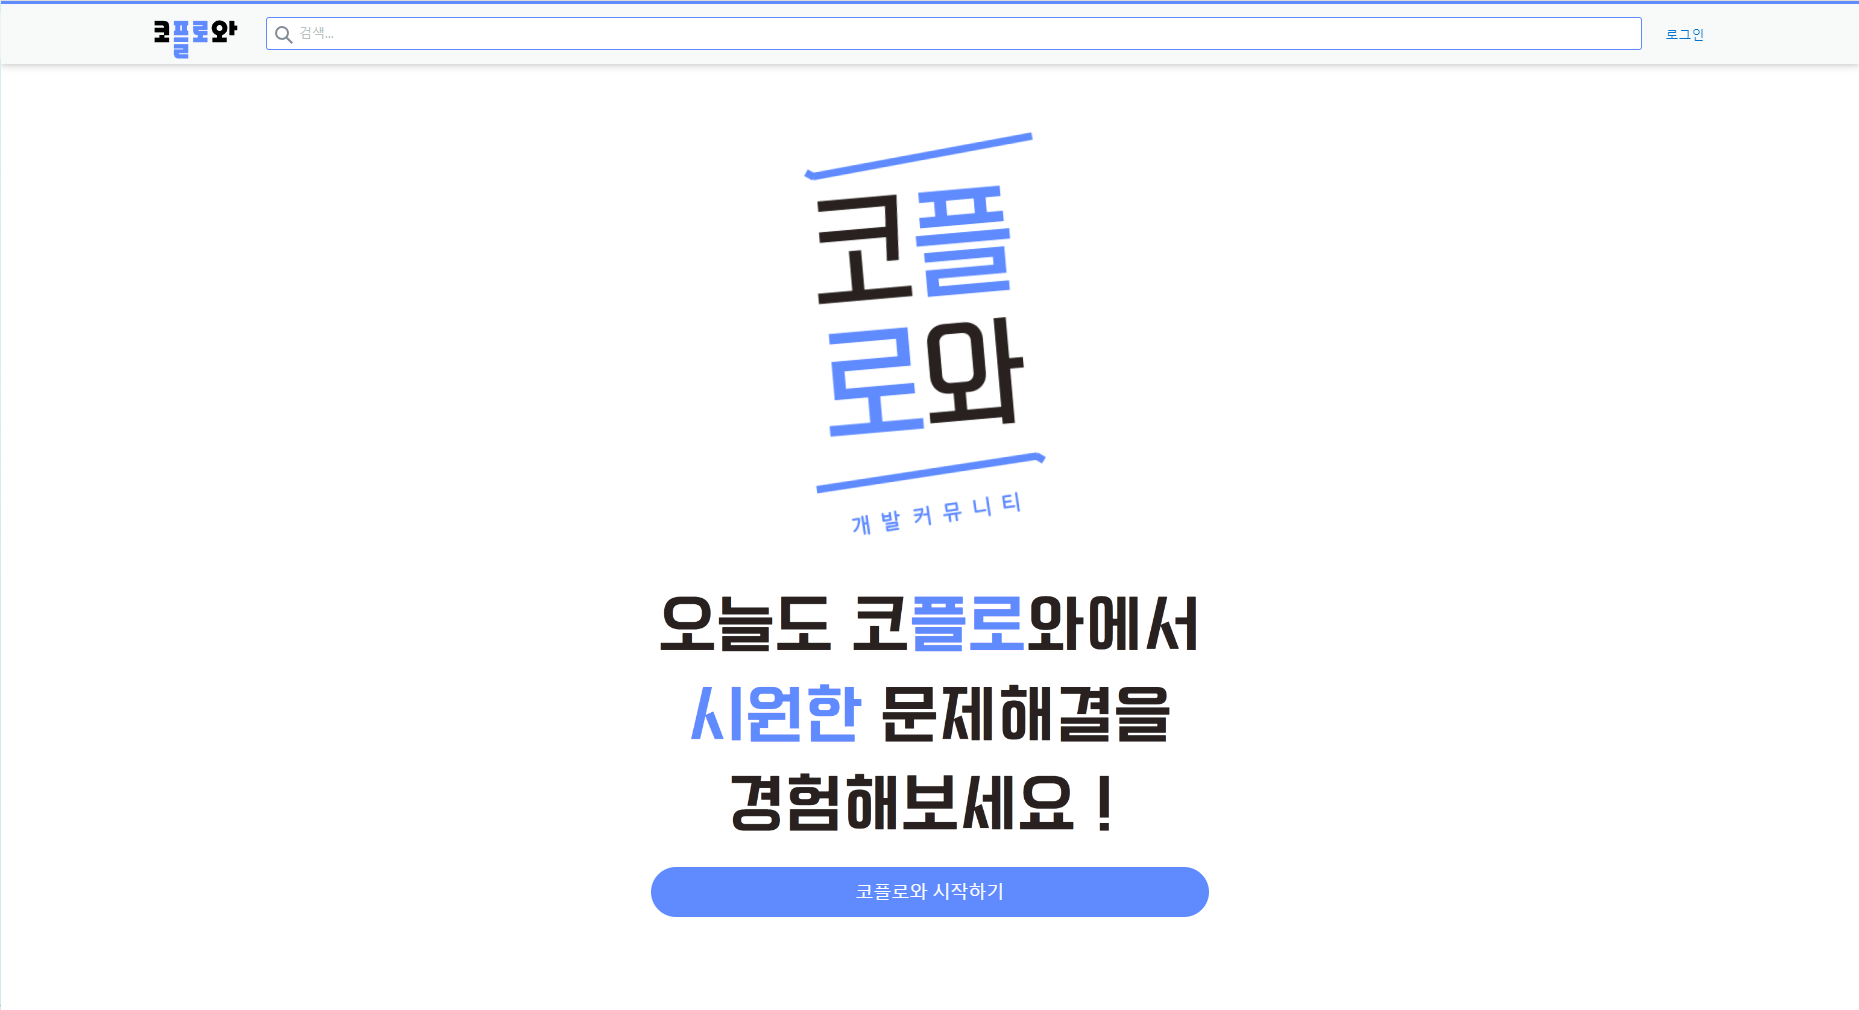 코플로와
검색...
로그인
코플
로와
개발커뮤니티
오늘도 코플로와에서
시원한 문제해결을
경험해보세요 !
코플로와 시작하기